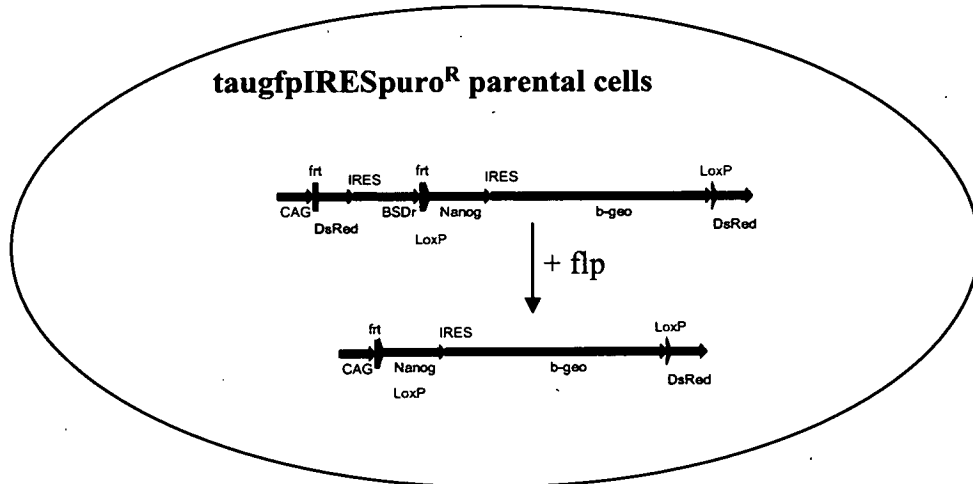 taugfpIRESpuroᴿ parental cells
frt IRES frt IRES LoxP
CAG DsRed BSDr Nanog b-geo DsRed
LoxP
+ flp
frt IRES LoxP
CAG Nanog b-geo DsRed
LoxP